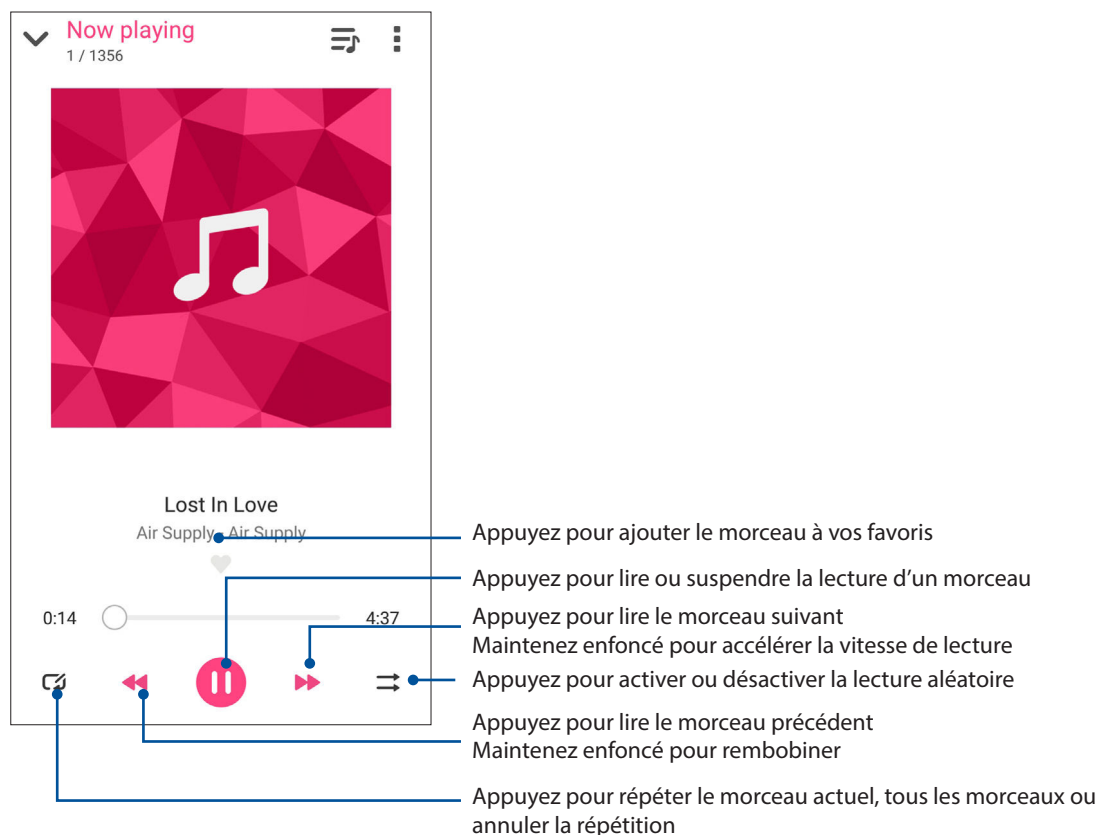 Now playing
1 / 1356
Lost In Love
Air Supply - Air Supply
Appuyez pour ajouter le morceau à vos favoris
Appuyez pour lire ou suspendre la lecture d’un morceau
0:14
4:37
Appuyez pour lire le morceau suivant
Maintenez enfoncé pour accélérer la vitesse de lecture
Appuyez pour activer ou désactiver la lecture aléatoire
Appuyez pour lire le morceau précédent
Maintenez enfoncé pour rembobiner
Appuyez pour répéter le morceau actuel, tous les morceaux ou
annuler la répétition